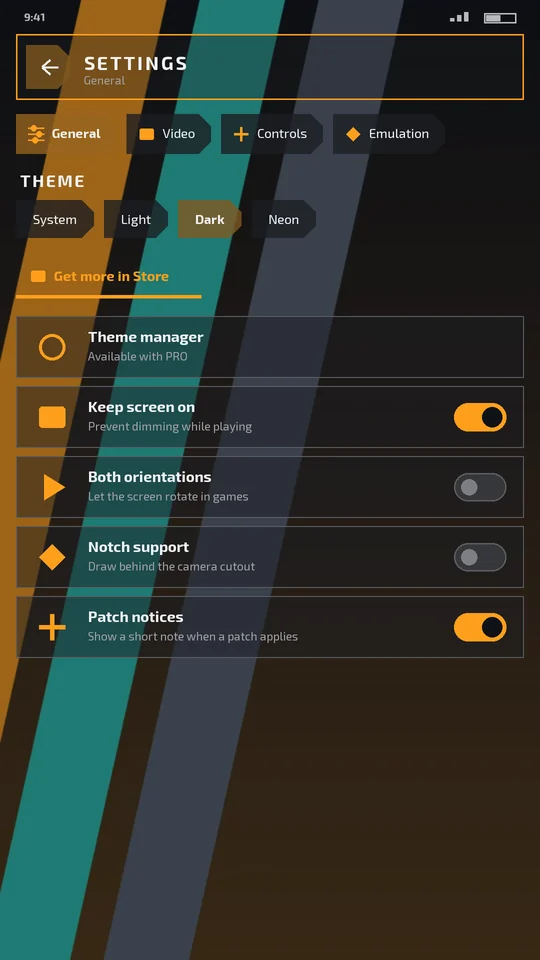 9:41
SETTINGS
General
General Video Controls Emulation
THEME
System Light Dark Neon
Get more in Store
Theme manager
Available with PRO
Keep screen on
Prevent dimming while playing
Both orientations
Let the screen rotate in games
Notch support
Draw behind the camera cutout
Patch notices
Show a short note when a patch applies